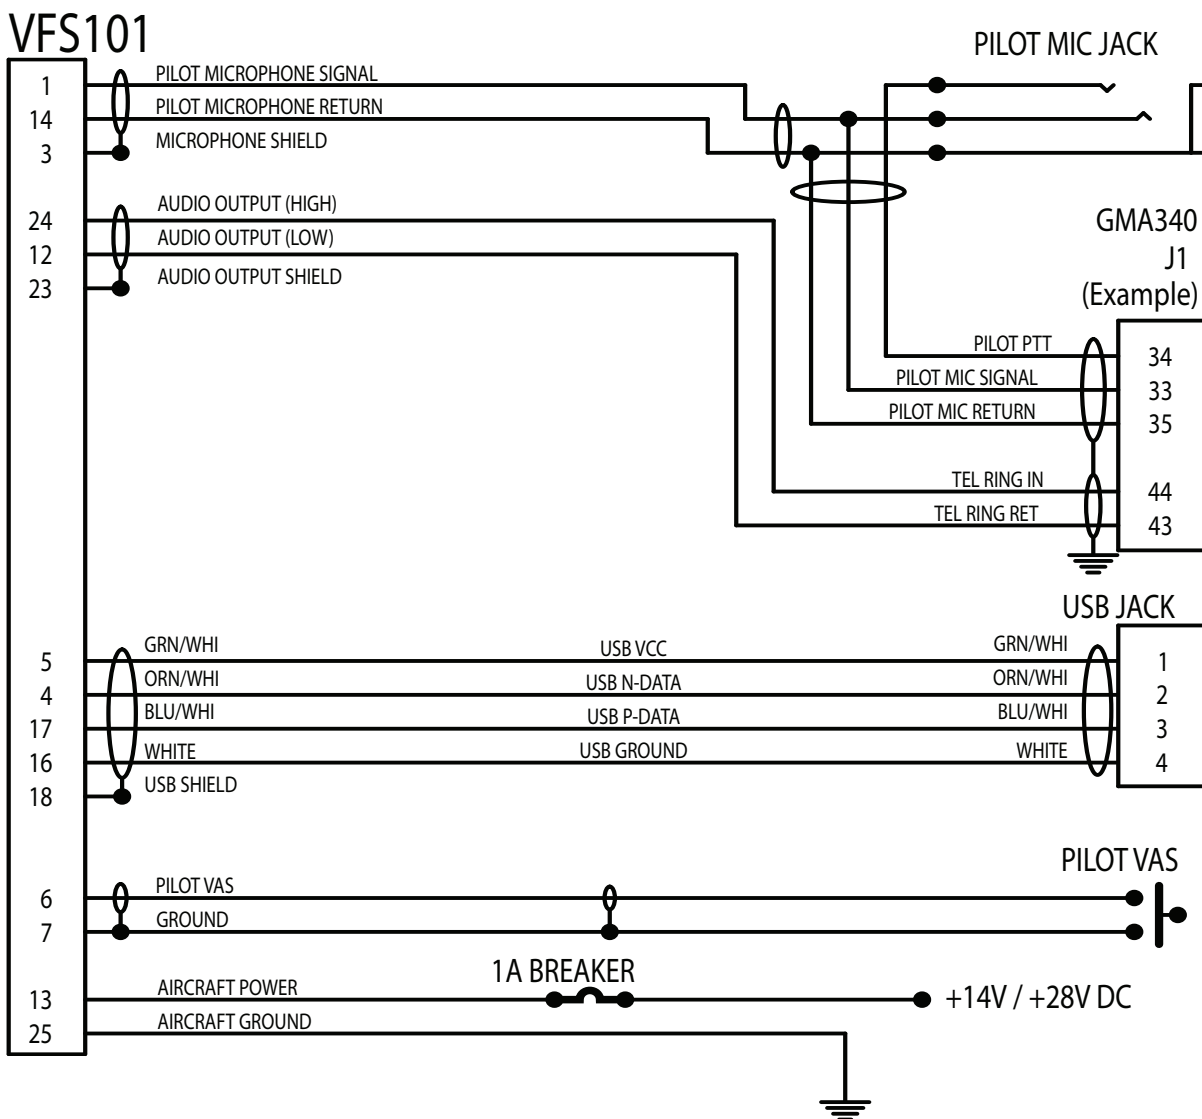 VFS101
PILOT MIC JACK
1
PILOT MICROPHONE SIGNAL
14
PILOT MICROPHONE RETURN
3
MICROPHONE SHIELD
24
AUDIO OUTPUT (HIGH)
12
AUDIO OUTPUT (LOW)
23
AUDIO OUTPUT SHIELD
GMA340
J1
(Example)
PILOT PTT
34
PILOT MIC SIGNAL
33
PILOT MIC RETURN
35
TEL RING IN
44
TEL RING RET
43
USB JACK
5
GRN/WHI
USB VCC
GRN/WHI
1
4
ORN/WHI
USB N-DATA
ORN/WHI
2
17
BLU/WHI
USB P-DATA
BLU/WHI
3
16
WHITE
USB GROUND
WHITE
4
18
USB SHIELD
PILOT VAS
6
PILOT VAS
7
GROUND
1A BREAKER
13
AIRCRAFT POWER
+14V / +28V DC
25
AIRCRAFT GROUND